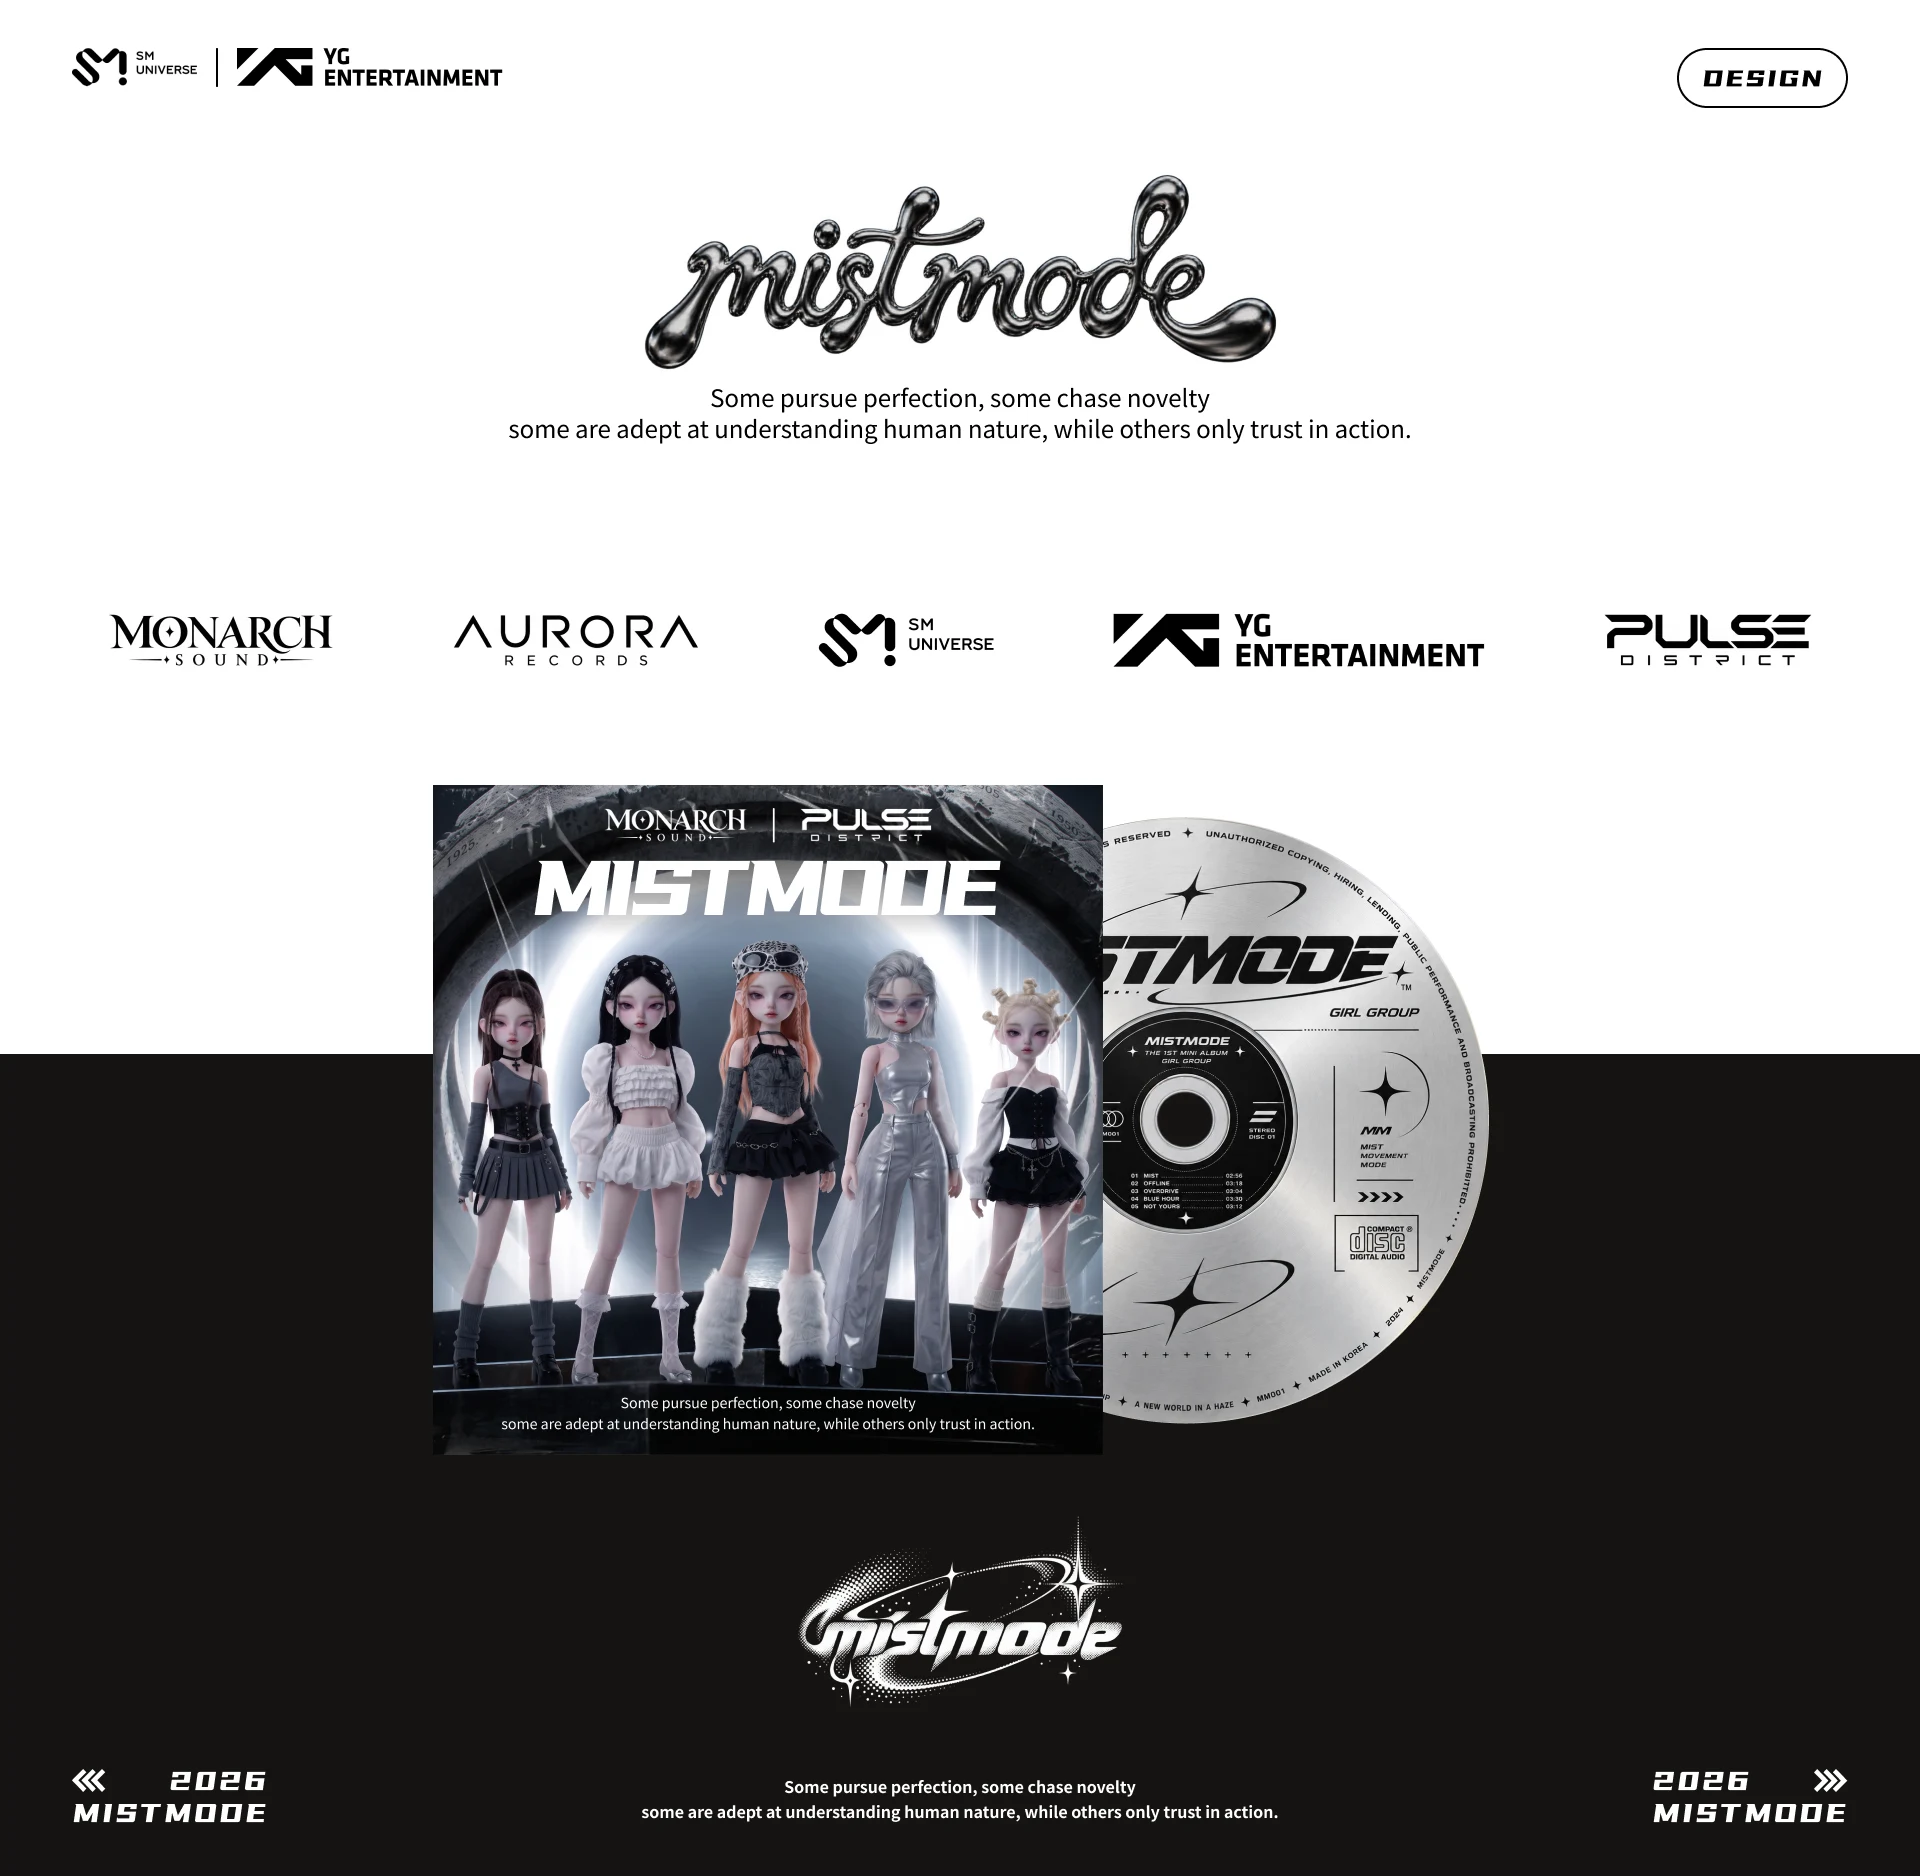 SM
UNIVERSE
YG
ENTERTAINMENT
DESIGN
mistmode
Some pursue perfection, some chase novelty
some are adept at understanding human nature, while others only trust in action.
MONARCH
SOUND
AURORA
RECORDS
SM
UNIVERSE
YG
ENTERTAINMENT
PULSE
DISTRICT
MONARCH
SOUND
PULSE
DISTRICT
1925
1950
MISTMODE
Some pursue perfection, some chase novelty
some are adept at understanding human nature, while others only trust in action.
RESERVED ✦ UNAUTHORIZED COPYING, HIRING, LENDING, PUBLIC PERFORMANCE AND BROADCASTING PROHIBITED.
STMODE
TM
GIRL GROUP
MISTMODE
THE 1ST MINI ALBUM
GIRL GROUP
STEREO
DISC 01
01 MIST 02:56
02 OFFLINE 03:18
03 OVERDRIVE 03:04
04 BLUE HOUR 03:30
05 NOT YOURS 03:12
MM
MIST
MOVEMENT
MODE
COMPACT ®
disc
DIGITAL AUDIO
A NEW WORLD IN A HAZE ✦ MM001 ✦ MADE IN KOREA ✦ 2024 ✦ MISTMODE
mistmode
2026
MISTMODE
Some pursue perfection, some chase novelty
some are adept at understanding human nature, while others only trust in action.
2026
MISTMODE